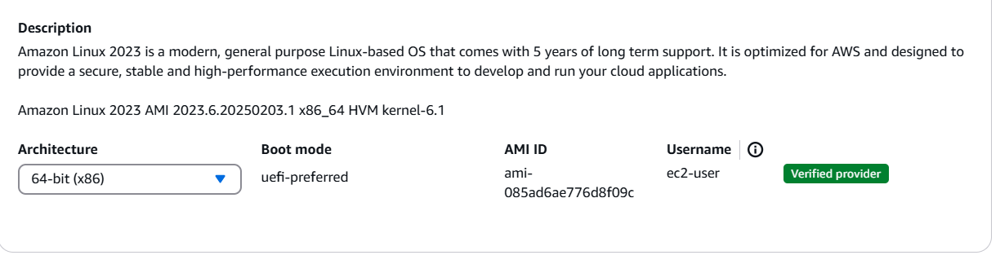 Description
Amazon Linux 2023 is a modern, general purpose Linux-based OS that comes with 5 years of long term support. It is optimized for AWS and designed to
provide a secure, stable and high-performance execution environment to develop and run your cloud applications.
Amazon Linux 2023 AMI 2023.6.20250203.1 x86_64 HVM kernel-6.1
Architecture
64-bit (x86)
Boot mode
uefi-preferred
AMI ID
ami-
085ad6ae776d8f09c
Username
ec2-user
Verified provider